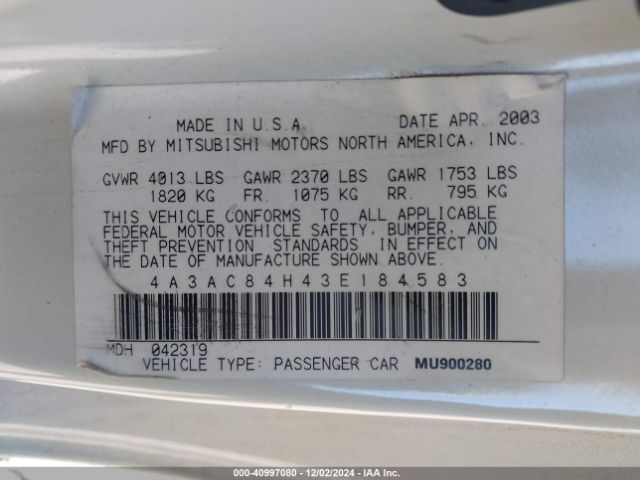 MADE IN U.S.A. DATE APR. 2003
MFD BY MITSUBISHI MOTORS NORTH AMERICA, INC.
GVWR 4013 LBS GAWR 2370 LBS GAWR 1753 LBS
1820 KG FR. 1075 KG RR. 795 KG
THIS VEHICLE CONFORMS TO ALL APPLICABLE
FEDERAL MOTOR VEHICLE SAFETY, BUMPER, AND
THEFT PREVENTION STANDARDS IN EFFECT ON
THE DATE OF MANUFACTURE SHOWN ABOVE.
4A3AC84H43E184583
MDH 042319
VEHICLE TYPE: PASSENGER CAR MU900280
000-40997080 - 12/02/2024 - IAA Inc.